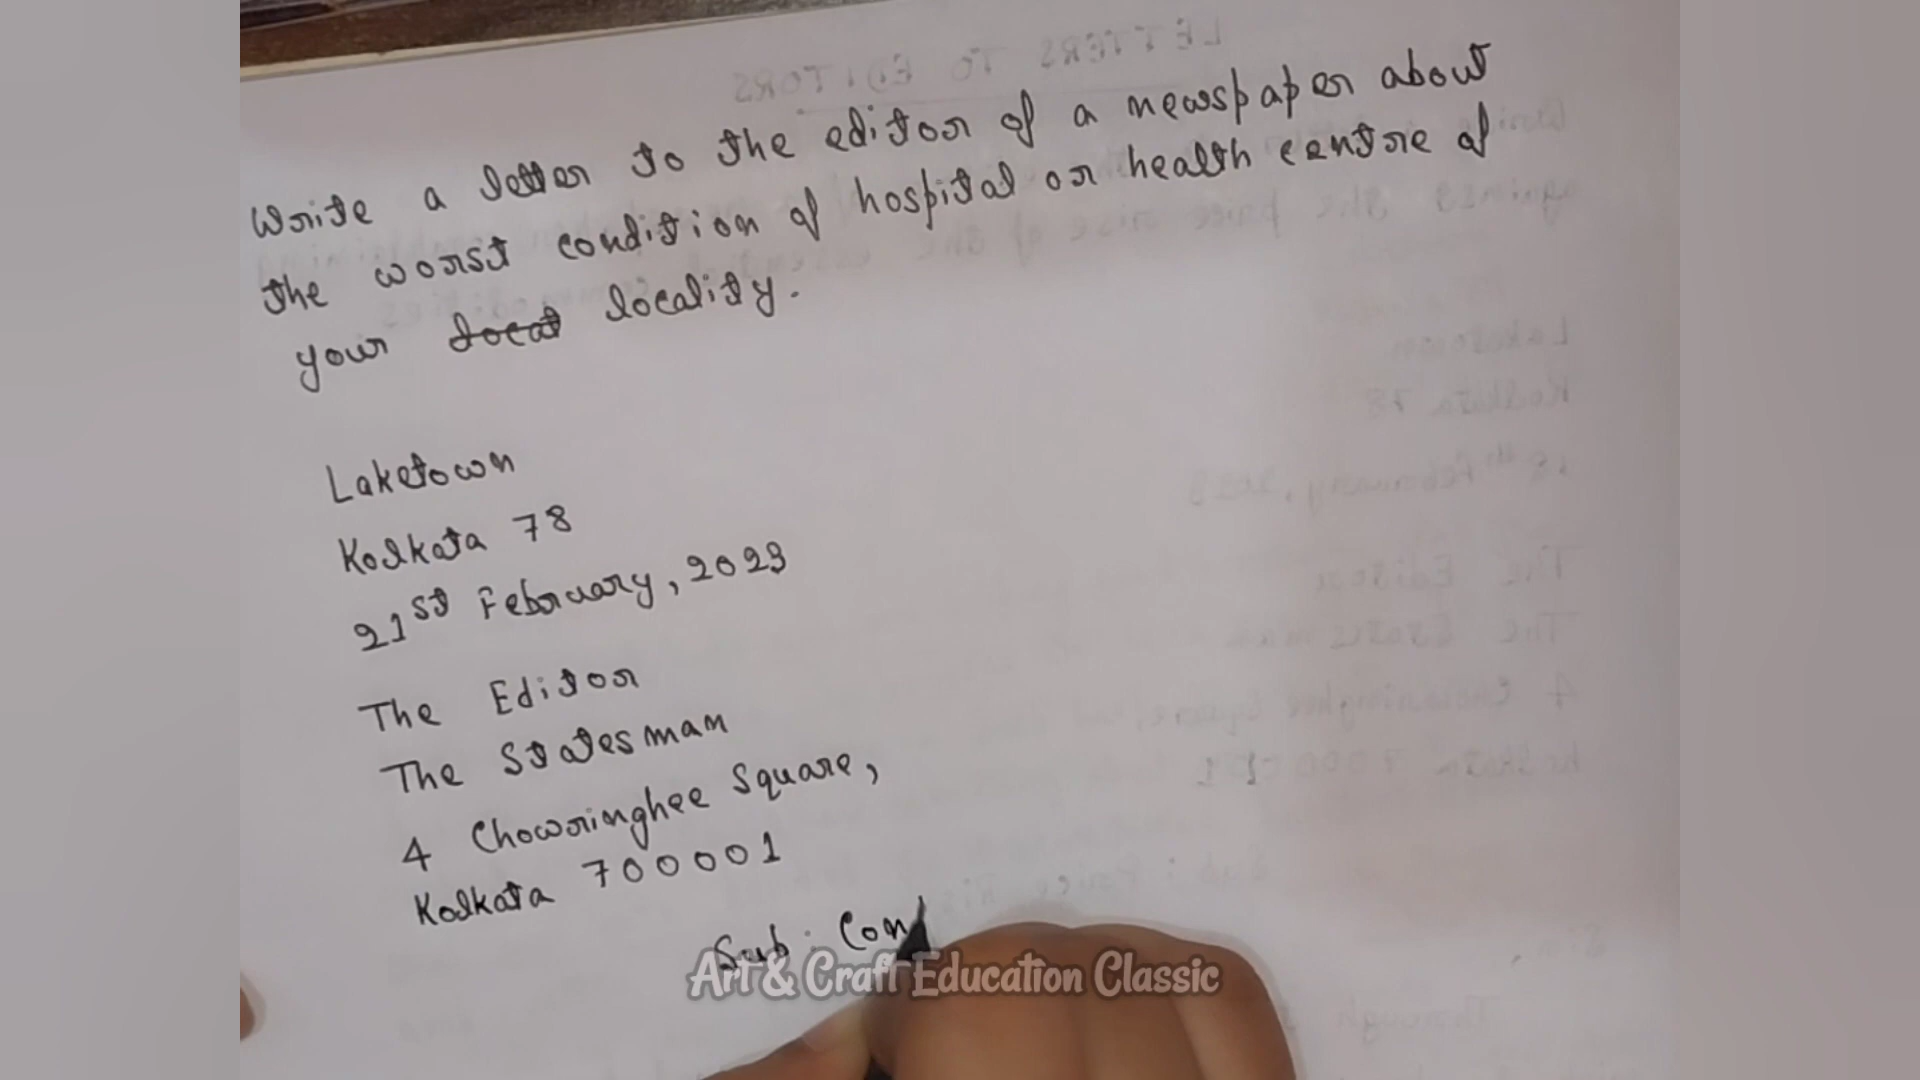 Write a letter to the editor of a newspaper about
the worst condition of hospital or health centre of
your local locality.
Laketown
Kolkata 78
21st February, 2023
The Editor
The Statesman
4 Chowringhee Square,
Kolkata 700001
Sub: Con
Art & Craft Education Classic